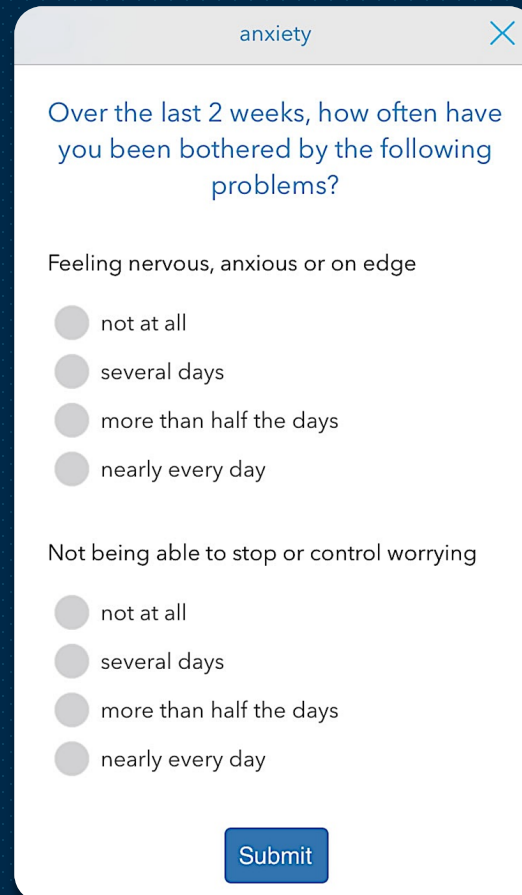 anxiety
Over the last 2 weeks, how often have
you been bothered by the following
problems?
Feeling nervous, anxious or on edge
not at all
several days
more than half the days
nearly every day
Not being able to stop or control worrying
not at all
several days
more than half the days
nearly every day
Submit